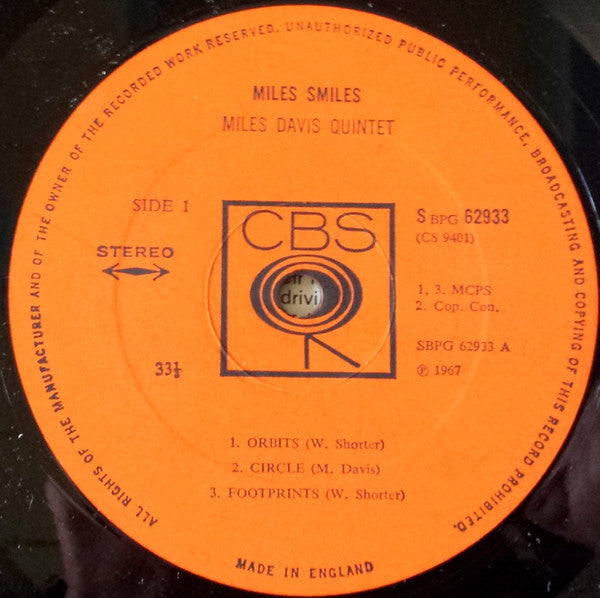 ALL RIGHTS OF THE MANUFACTURER AND OF THE OWNER OF THE RECORDED WORK RESERVED. UNAUTHORIZED PUBLIC PERFORMANCE, BROADCASTING AND COPYING OF THIS RECORD PROHIBITED.
MILES SMILES
MILES DAVIS QUINTET
SIDE 1
STEREO
33⅓
CBS
drivi
S BPG 62933
(CS 9401)
1, 3. MCPS
2. Cop. Con.
SBPG 62933 A
℗ 1967
1. ORBITS (W. Shorter)
2. CIRCLE (M. Davis)
3. FOOTPRINTS (W. Shorter)
MADE IN ENGLAND